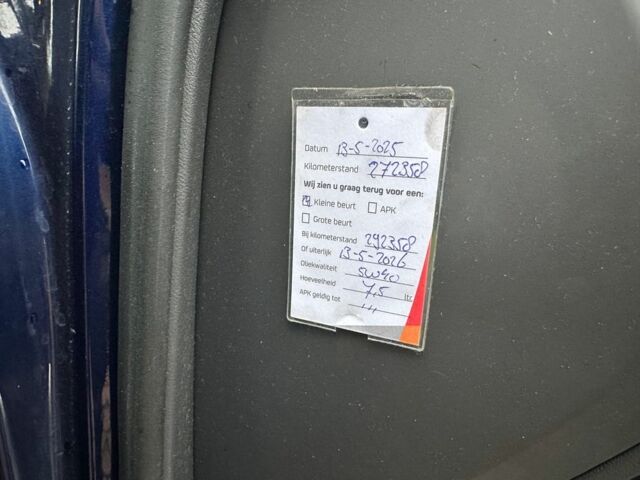 Datum 13-5-2025
Kilometerstand: 272358
Wij zien u graag terug voor een:
Kleine beurt APK
Grote beurt
Bij kilometerstand 292358
Of uiterlijk 13-5-2026
Oliekwaliteit 5W40
Hoeveelheid 7,5 ltr
APK geldig tot ,,,